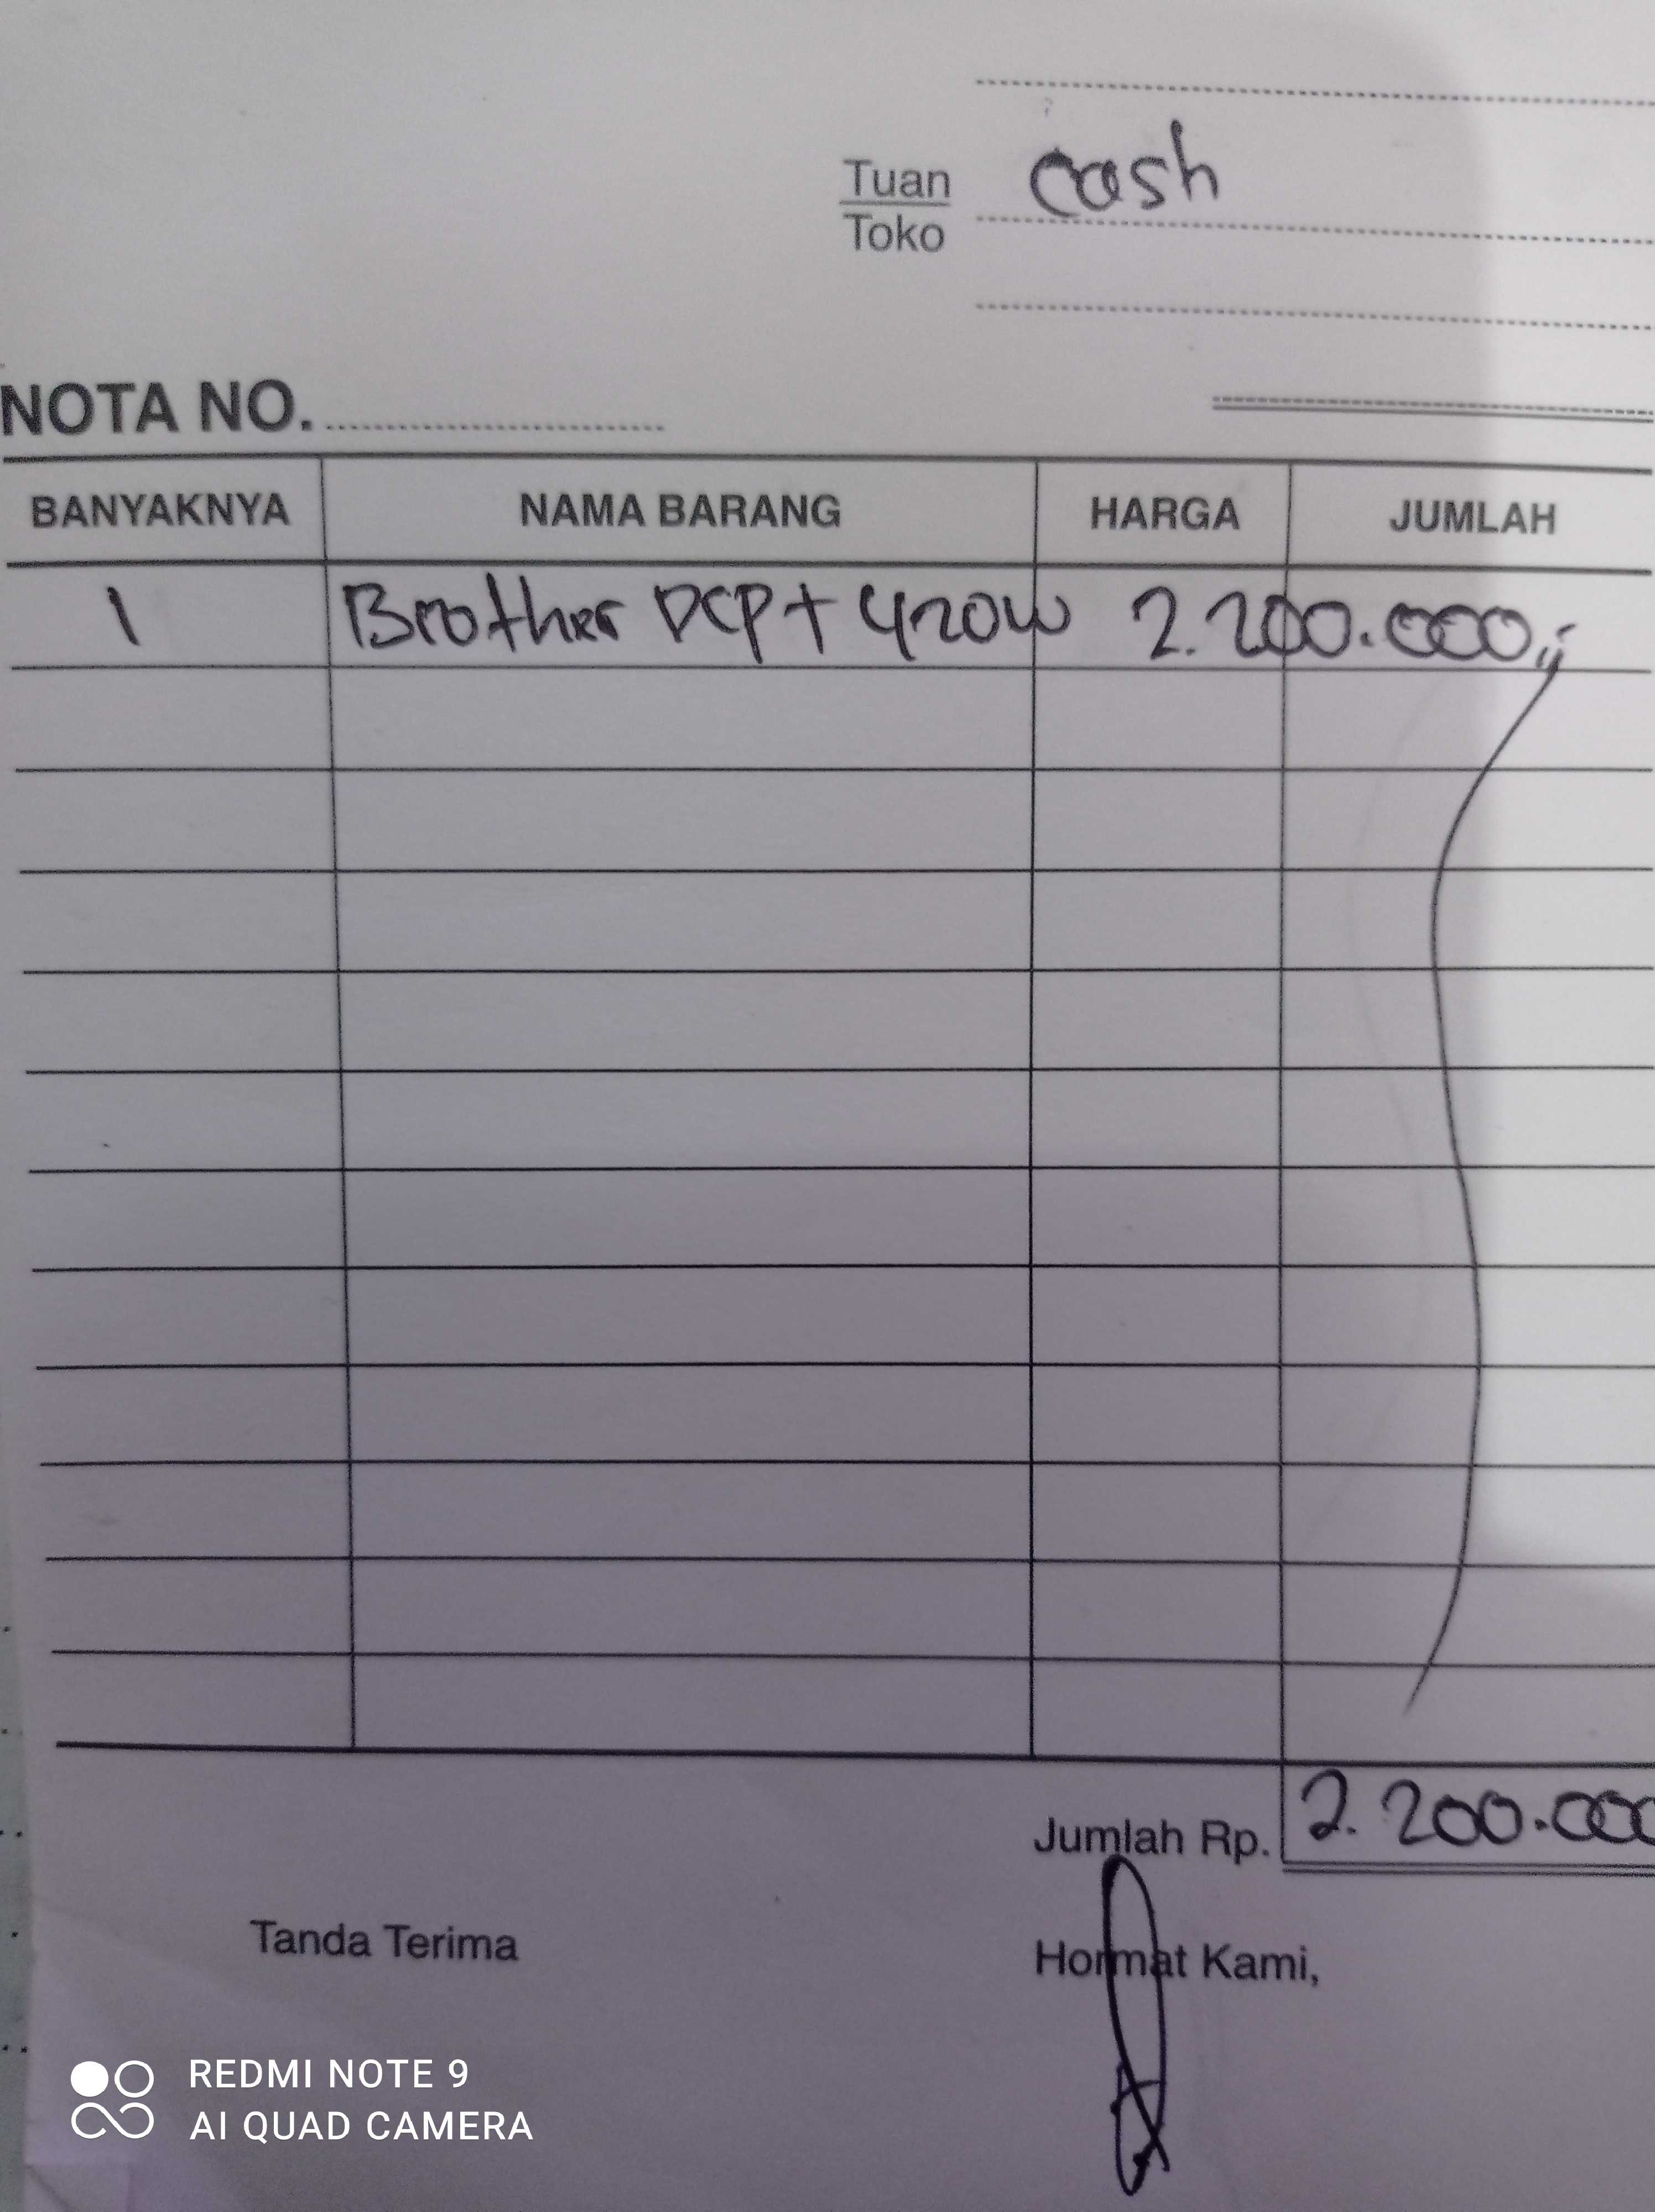 Tuan
Toko
Cash
NOTA NO.
BANYAKNYA NAMA BARANG HARGA JUMLAH
1 Brother DCP T 420W 2.200.000,-
Jumlah Rp. 2.200.000
Tanda Terima Hormat Kami,
REDMI NOTE 9
AI QUAD CAMERA